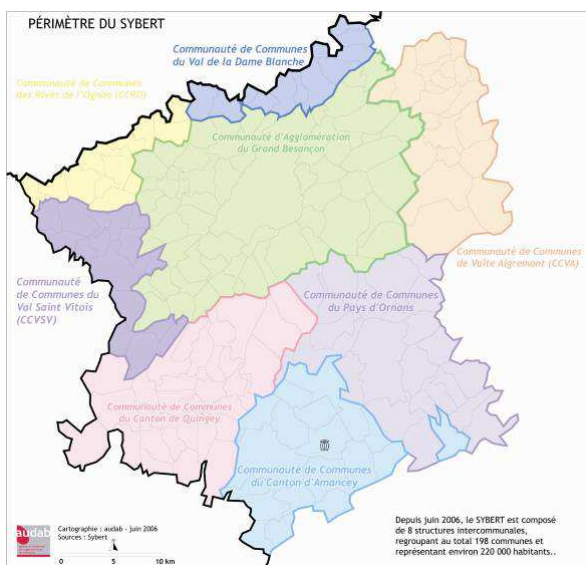 PÉRIMÈTRE DU SYBERT
Communauté de Communes
du Val de la Dame Blanche
Communauté de Communes
des Rives de l'Ognon (CCRO)
Communauté d'Agglomération
du Grand Besançon
Communauté de Communes
de Valte Aigremont (CCVA)
Communauté
de Communes du
Val Saint Vitois
(CCVSV)
Communauté de Communes
du Pays d'Ornans
Communauté de Communes
du Canton de Quingey
Communauté de Communes
du Canton d'Amancey
audab
Cartographie : audab - juin 2006
Sources : Sybert
0 5 10 km
Depuis juin 2006, le SYBERT est composé
de 8 structures intercommunales,
regroupant au total 198 communes et
représentant environ 220 000 habitants..